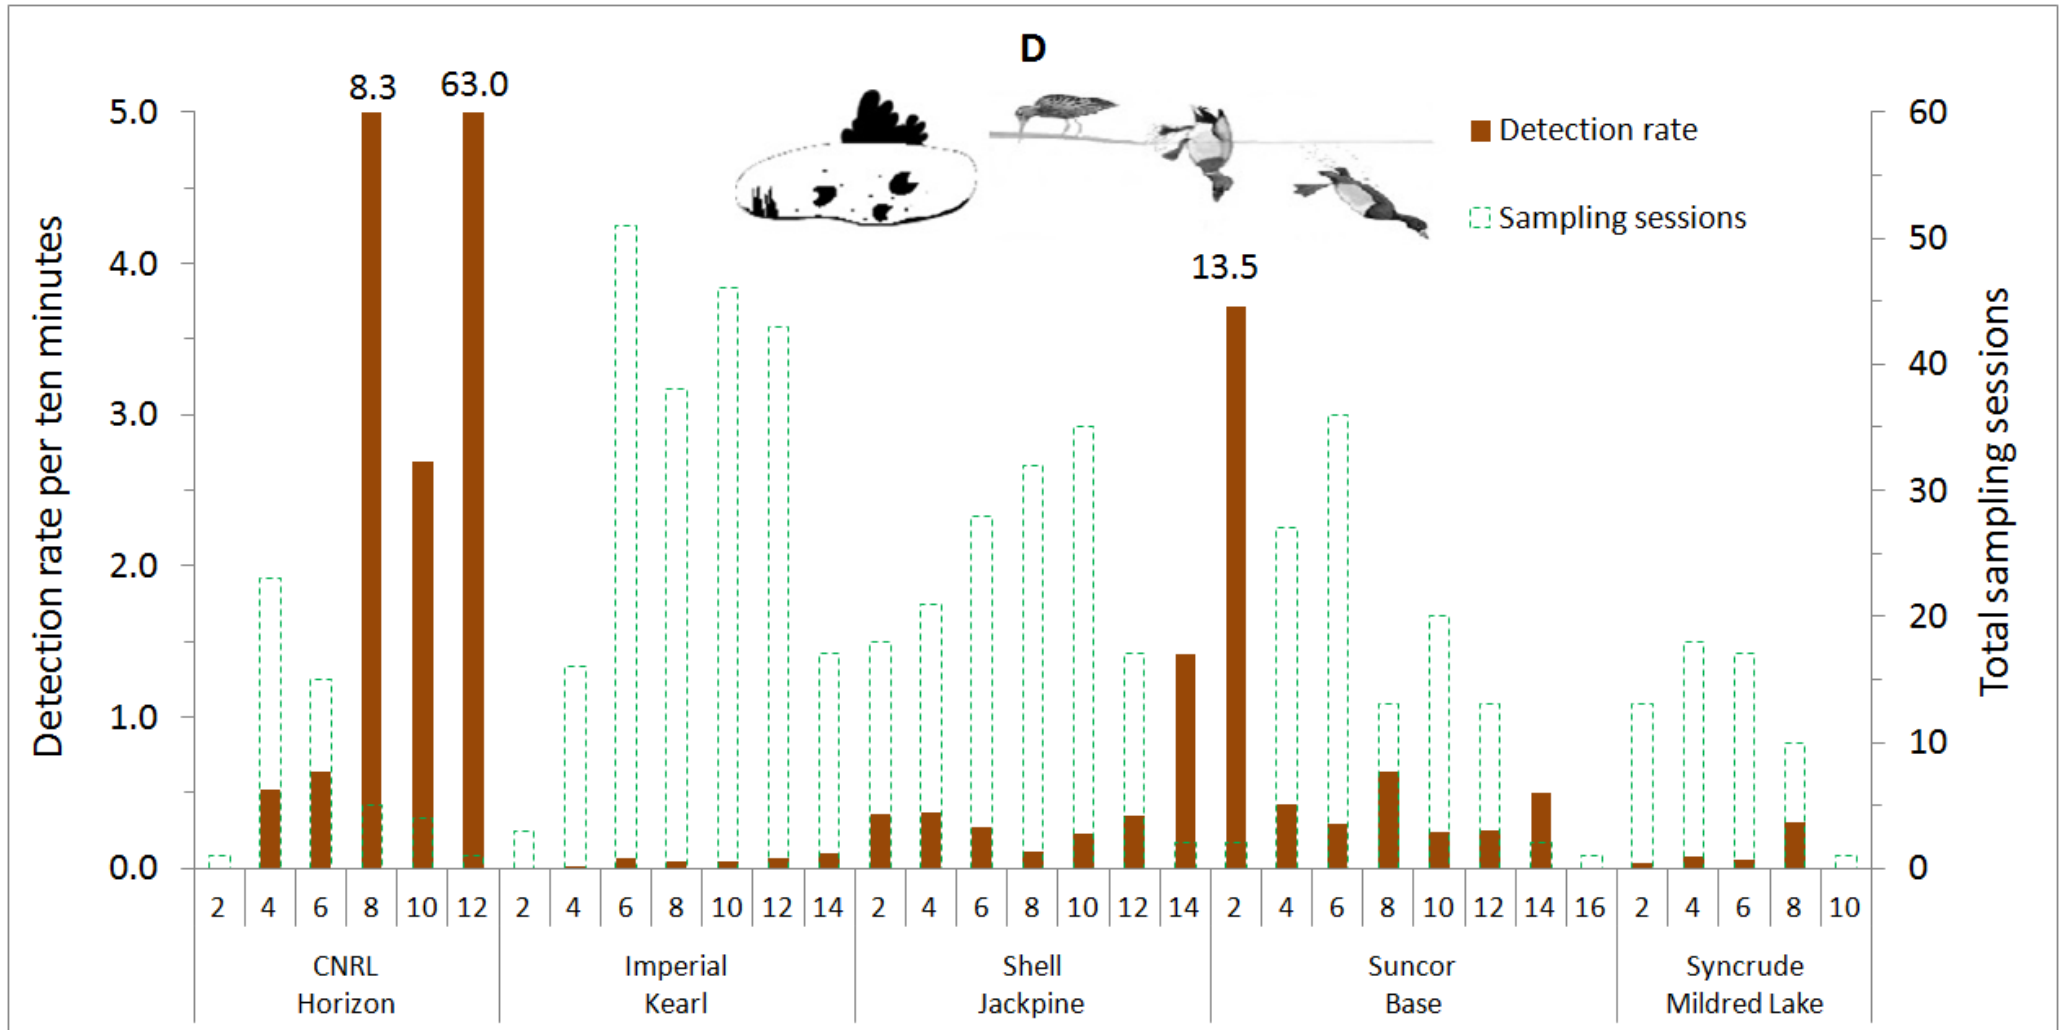 D
8.3 63.0
13.5
Detection rate
Sampling sessions
Detection rate per ten minutes
5.0
4.0
3.0
2.0
1.0
0.0
Total sampling sessions
60
50
40
30
20
10
0
2 4 6 8 10 12 2 4 6 8 10 12 14 2 4 6 8 10 12 14 2 4 6 8 10 12 14 16 2 4 6 8 10
CNRL
Horizon
Imperial
Kearl
Shell
Jackpine
Suncor
Base
Syncrude
Mildred Lake